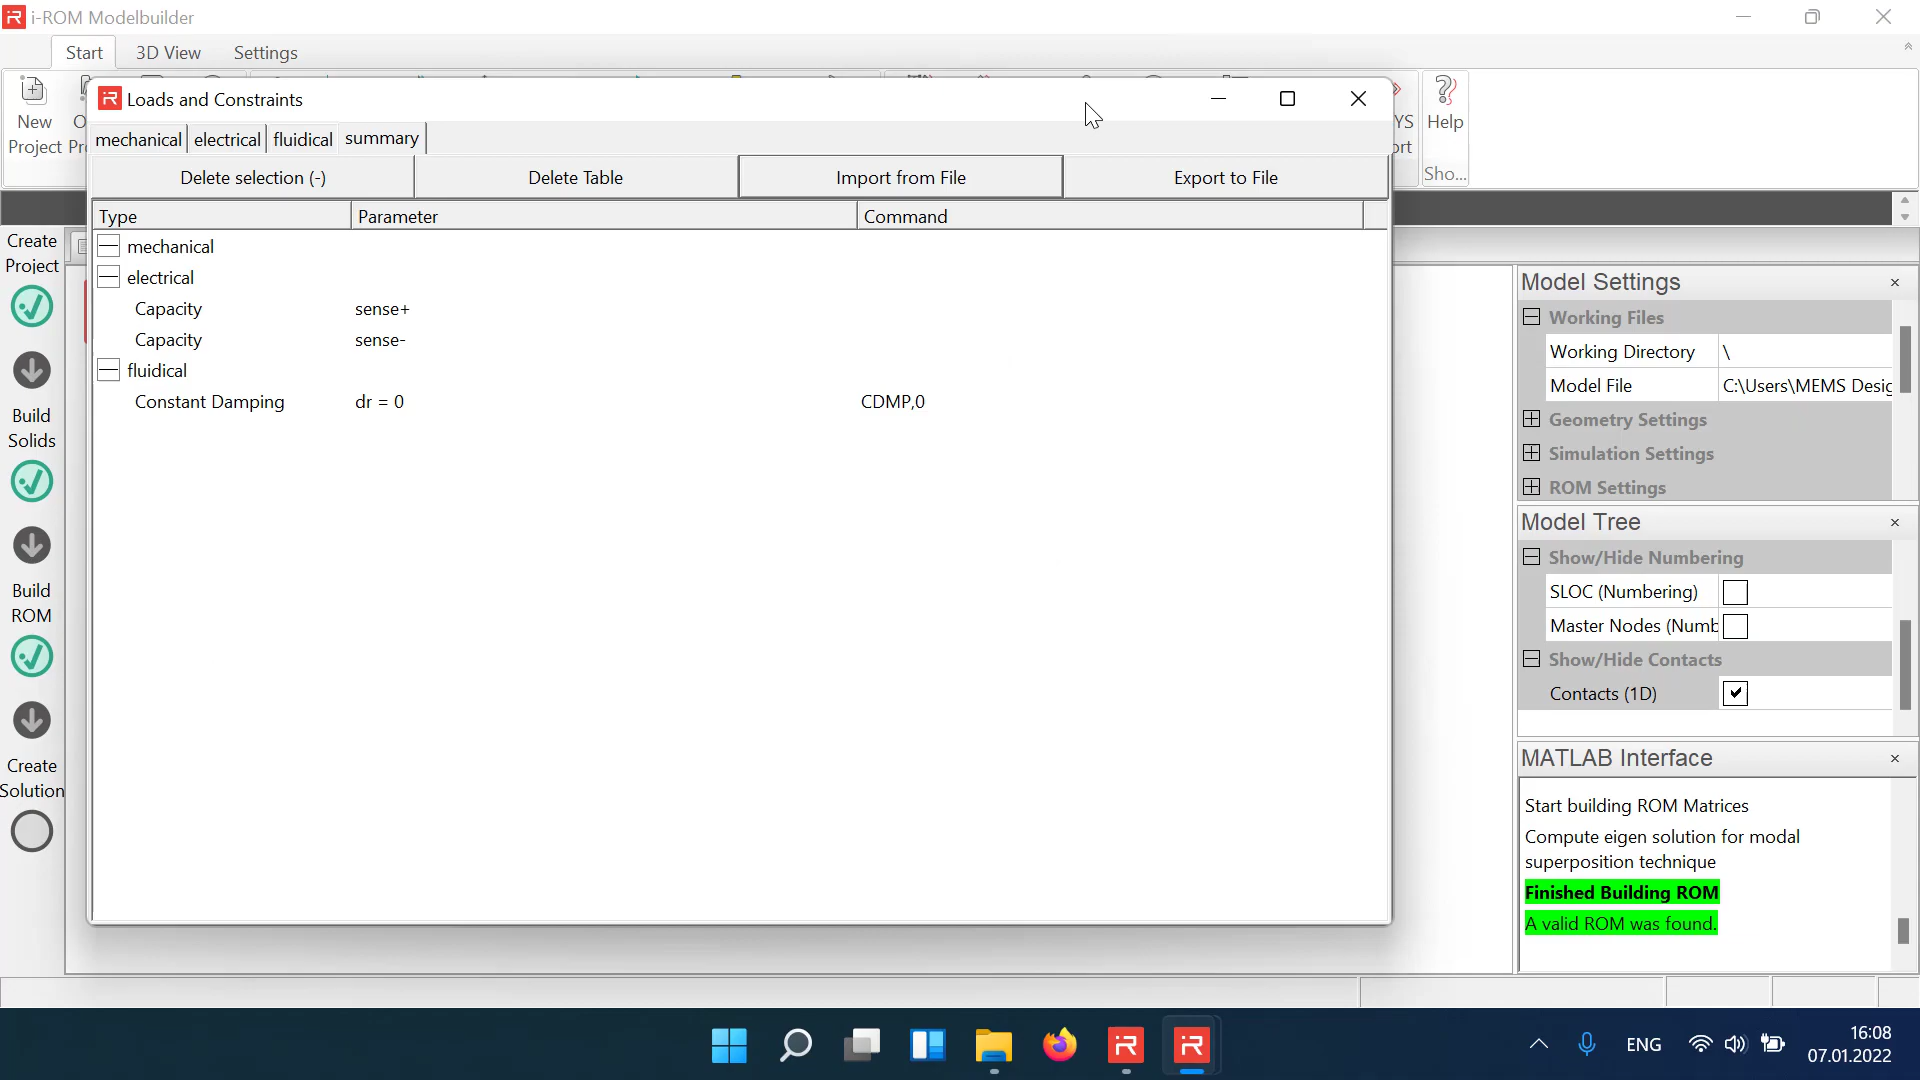 i-ROM Modelbuilder
Start
3D View
Settings
New
Project
Loads and Constraints
Help
Sho...
mechanical
electrical
fluidical
summary
Delete selection (-)
Delete Table
Import from File
Export to File
Type
Parameter
Command
mechanical
electrical
Capacity
sense+
Capacity
sense-
fluidical
Constant Damping
dr = 0
CDMP,0
Create
Project
Build
Solids
Build
ROM
Create
Solution
Model Settings
Working Files
Working Directory
\
Model File
C:\Users\MEMS Desig
Geometry Settings
Simulation Settings
ROM Settings
Model Tree
Show/Hide Numbering
SLOC (Numbering)
Master Nodes (Numb
Show/Hide Contacts
Contacts (1D)
MATLAB Interface
Start building ROM Matrices
Compute eigen solution for modal
superposition technique
Finished Building ROM
A valid ROM was found.
ENG
16:08
07.01.2022